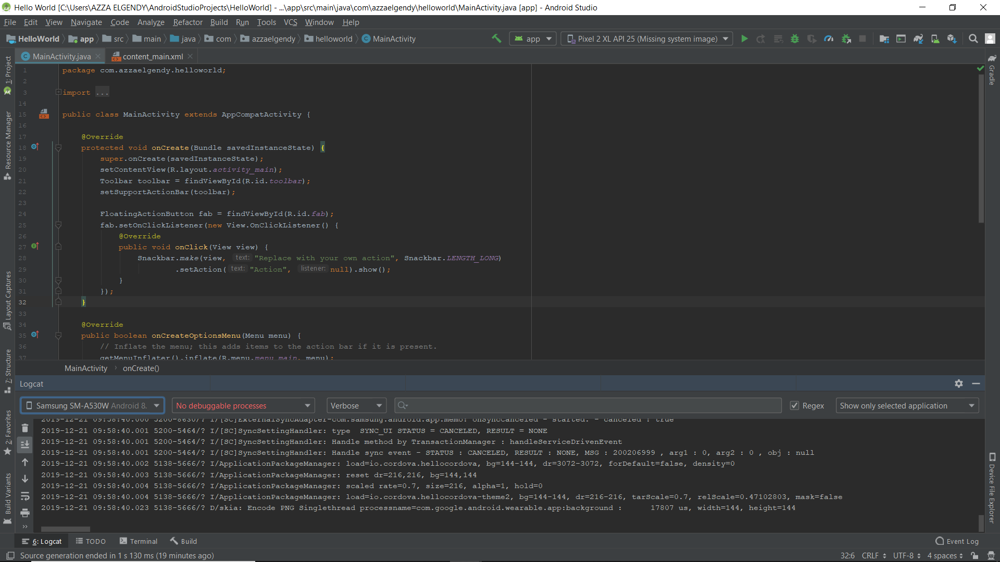 Hello World [C:\Users\AZZA ELGENDY\AndroidStudioProjects\HelloWorld] - ...\app\src\main\java\com\azzaelgendy\helloworld\MainActivity.java [app] - Android Studio
File Edit View Navigate Code Analyze Refactor Build Run Tools VCS Window Help
HelloWorld app src main java com azzaelgendy helloworld MainActivity app Pixel 2 XL API 25 (Missing system image)
MainActivity.java content_main.xml
1: Project
Resource Manager
Layout Captures
7: Structure
2: Favorites
Build Variants
Gradle
Device File Explorer
1 package com.azzaelgendy.helloworld;
2
3 import ...
14
15 public class MainActivity extends AppCompatActivity {
16
17 @Override
18 protected void onCreate(Bundle savedInstanceState) {
19 super.onCreate(savedInstanceState);
20 setContentView(R.layout.activity_main);
21 Toolbar toolbar = findViewById(R.id.toolbar);
22 setSupportActionBar(toolbar);
23
24 FloatingActionButton fab = findViewById(R.id.fab);
25 fab.setOnClickListener(new View.OnClickListener() {
26 @Override
27 public void onClick(View view) {
28 Snackbar.make(view, text: "Replace with your own action", Snackbar.LENGTH_LONG)
29 .setAction( text: "Action", listener: null).show();
30 }
31 });
32 }
33
34 @Override
35 public boolean onCreateOptionsMenu(Menu menu) {
36 // Inflate the menu; this adds items to the action bar if it is present.
37 getMenuInflater().inflate(R.menu.menu_main, menu);
MainActivity onCreate()
Logcat
Samsung SM-A530W Android 8. No debuggable processes Verbose Regex Show only selected application
2019-12-21 09:58:40.000 5200-8630/? I/[SC]ExternalSyncAdapter-com.samsung.android.app.memo: onSyncCanceled - started. - canceled : true
2019-12-21 09:58:40.001 5200-5464/? I/[SC]SyncSettingHandler: type  SYNC_UI STATUS = CANCELED, RESULT = NONE
2019-12-21 09:58:40.001 5200-5464/? I/[SC]SyncSettingHandler: Handle method by TransactionManager : handleServiceDrivenEvent
2019-12-21 09:58:40.001 5200-5464/? I/[SC]SyncSettingHandler: Handle sync event - STATUS : CANCELED, RESULT : NONE, MSG : 200206999 , arg1 : 0, arg2 : 0 , obj : null
2019-12-21 09:58:40.002 5138-5666/? I/ApplicationPackageManager: load=io.cordova.hellocordova, bg=144-144, dr=3072-3072, forDefault=false, density=0
2019-12-21 09:58:40.003 5138-5666/? I/ApplicationPackageManager: reset dr=216,216, bg=144,144
2019-12-21 09:58:40.004 5138-5666/? I/ApplicationPackageManager: scaled rate=0.7, size=216, alpha=1, hold=0
2019-12-21 09:58:40.004 5138-5666/? I/ApplicationPackageManager: load=io.cordova.hellocordova-theme2, bg=144-144, dr=216-216, tarScale=0.7, relScale=0.47102803, mask=false
2019-12-21 09:58:40.023 5138-5666/? D/skia: Encode PNG Singlethread processname=com.google.android.wearable.app:background :      17807 us, width=144, height=144
6: Logcat TODO Terminal Build Event Log
Source generation ended in 1 s 130 ms (19 minutes ago) 32:6 CRLF UTF-8 4 spaces